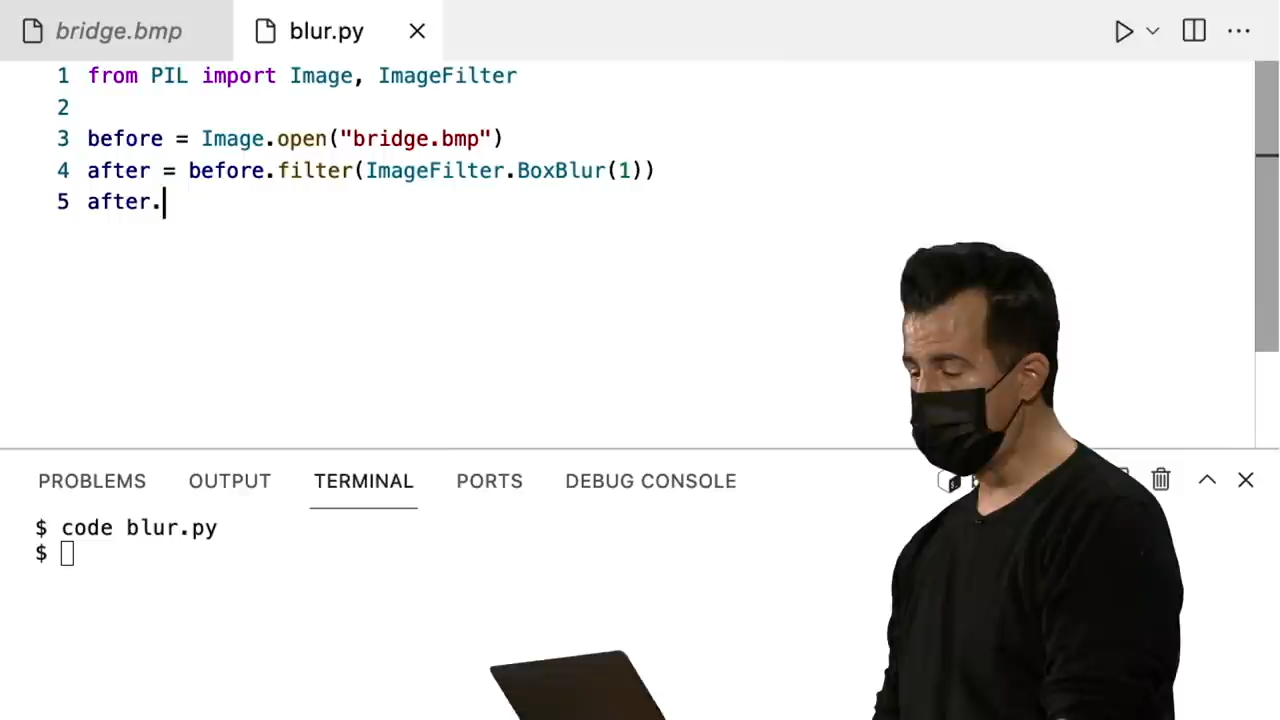 bridge.bmp
blur.py
1 from PIL import Image, ImageFilter
2
3 before = Image.open("bridge.bmp")
4 after = before.filter(ImageFilter.BoxBlur(1))
5 after.
PROBLEMS OUTPUT TERMINAL PORTS DEBUG CONSOLE
$ code blur.py
$